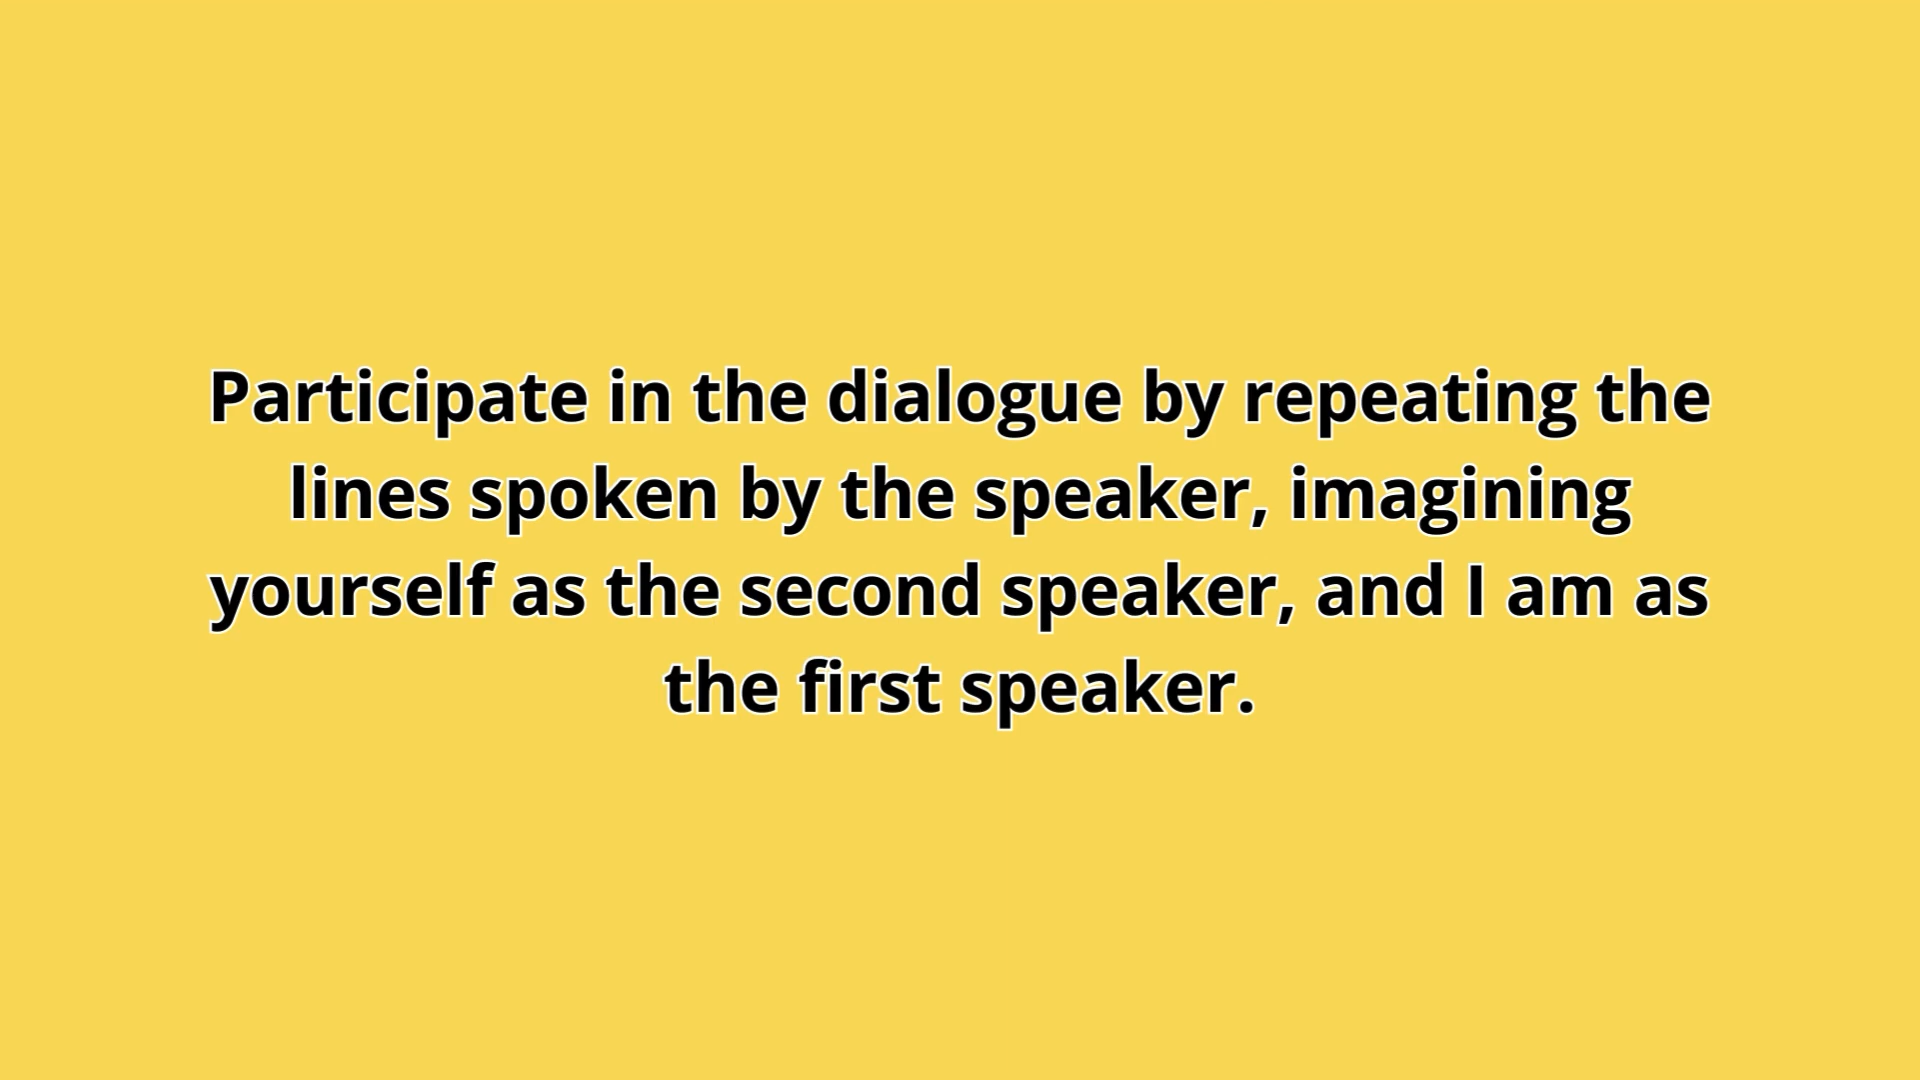 Participate in the dialogue by repeating the
lines spoken by the speaker, imagining
yourself as the second speaker, and I am as
the first speaker.